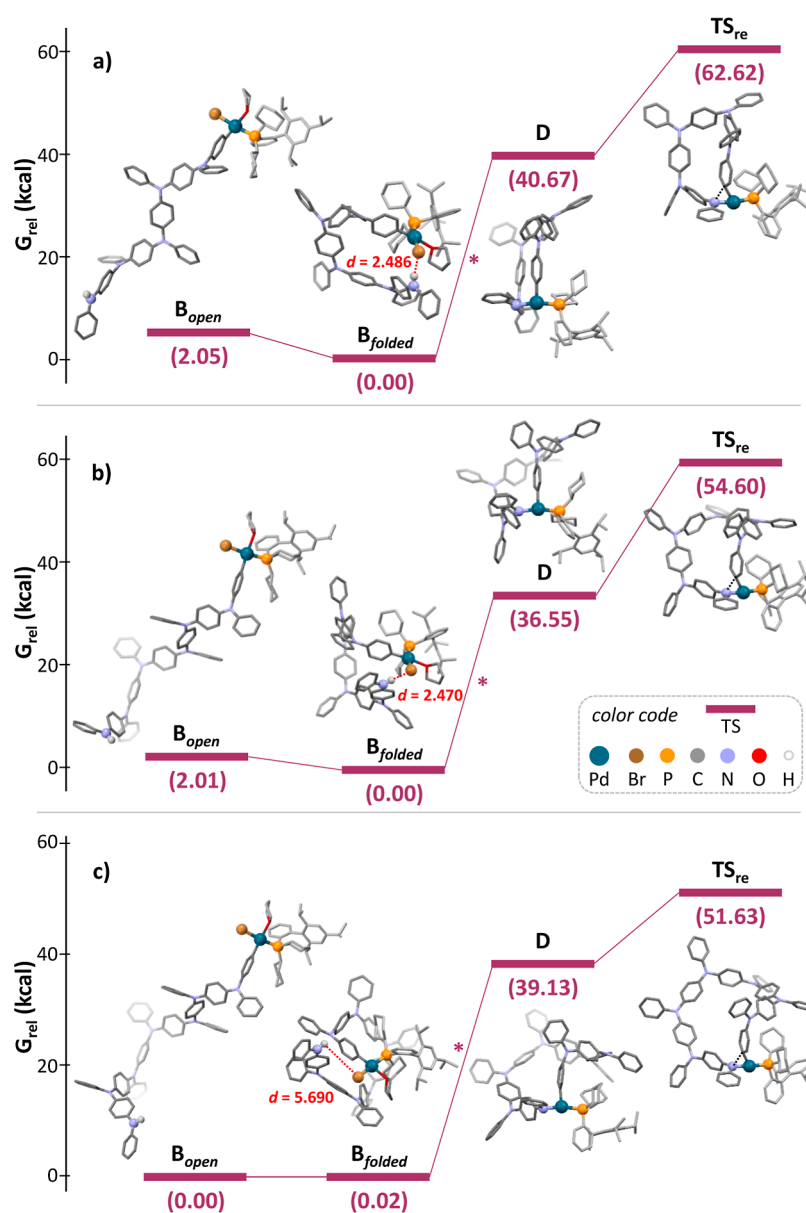 a)
G_rel (kcal)
60
40
20
0
B_open
(2.05)
B_folded
(0.00)
d = 2.486
*
D
(40.67)
TS_re
(62.62)
b)
G_rel (kcal)
60
40
20
0
B_open
(2.01)
B_folded
(0.00)
d = 2.470
*
D
(36.55)
TS_re
(54.60)
color code
TS
Pd Br P C N O H
c)
G_rel (kcal)
60
40
20
0
B_open
(0.00)
B_folded
(0.02)
d = 5.690
*
D
(39.13)
TS_re
(51.63)